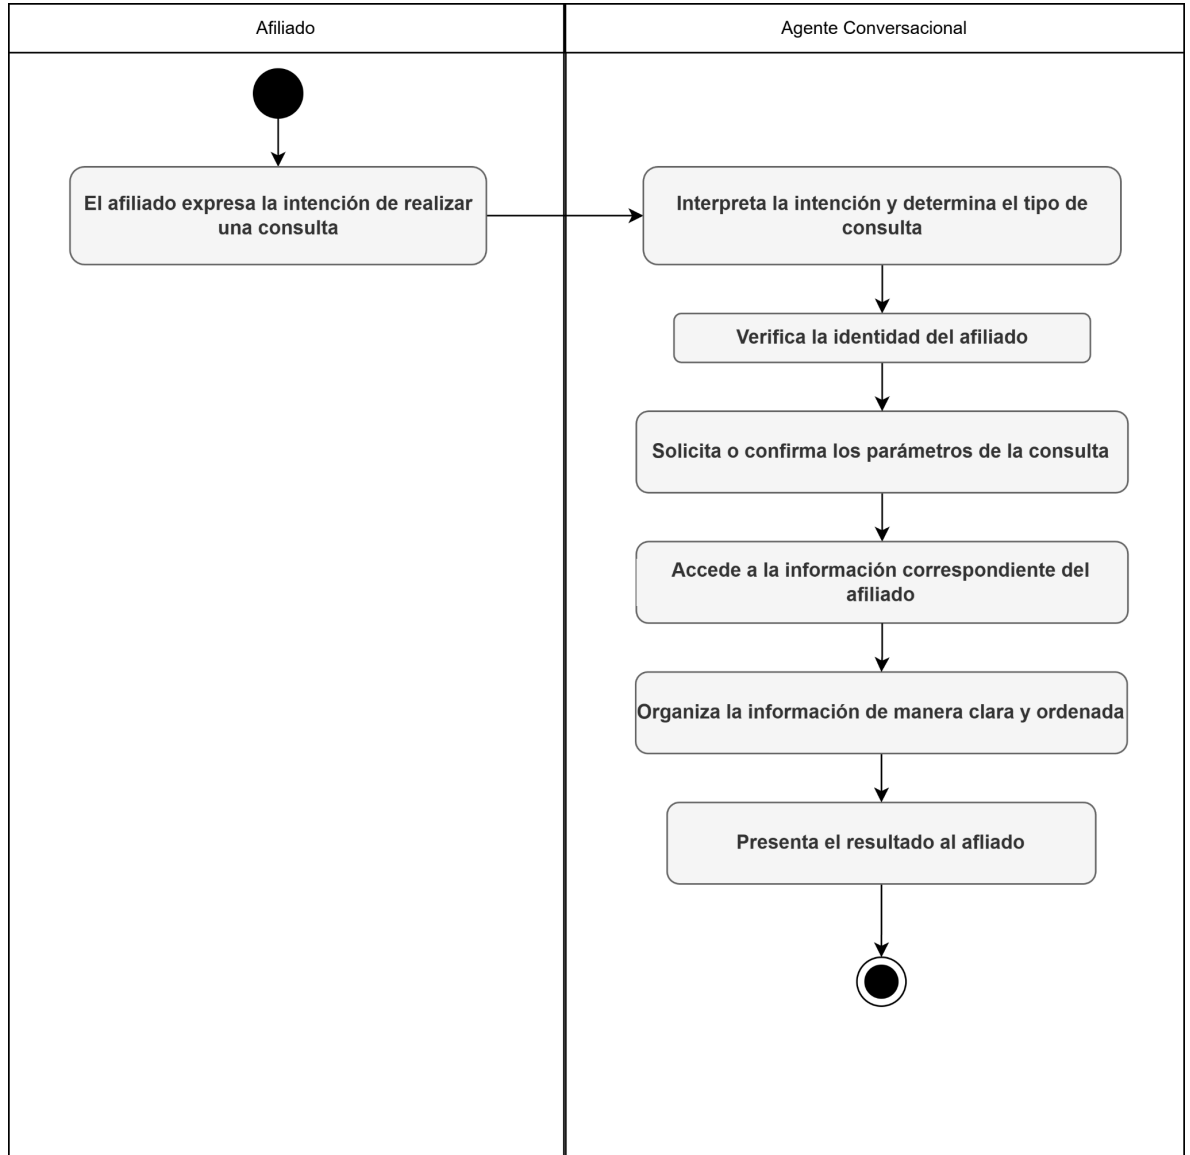 Afiliado
Agente Conversacional
El afiliado expresa la intención de realizar
una consulta
Interpreta la intención y determina el tipo de
consulta
Verifica la identidad del afiliado
Solicita o confirma los parámetros de la consulta
Accede a la información correspondiente del
afiliado
Organiza la información de manera clara y ordenada
Presenta el resultado al afliado